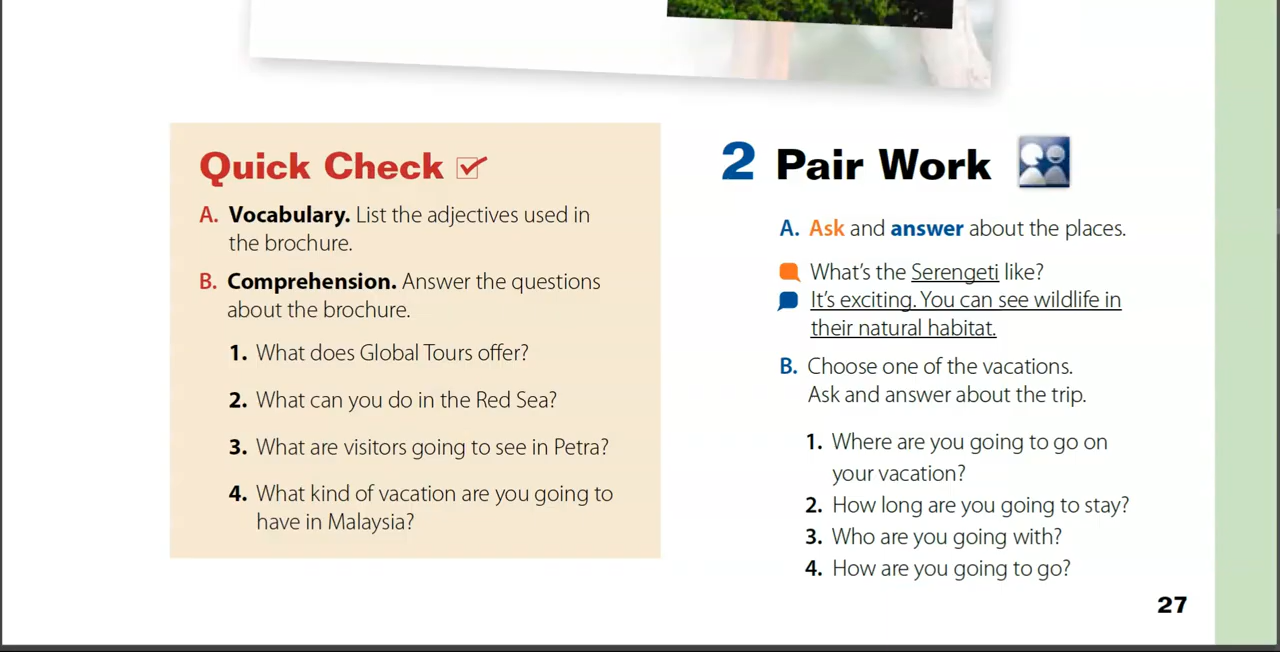 Quick Check
A. Vocabulary. List the adjectives used in
the brochure.
B. Comprehension. Answer the questions
about the brochure.
1. What does Global Tours offer?
2. What can you do in the Red Sea?
3. What are visitors going to see in Petra?
4. What kind of vacation are you going to
have in Malaysia?
2 Pair Work
A. Ask and answer about the places.
What's the Serengeti like?
It's exciting. You can see wildlife in
their natural habitat.
B. Choose one of the vacations.
Ask and answer about the trip.
1. Where are you going to go on
your vacation?
2. How long are you going to stay?
3. Who are you going with?
4. How are you going to go?
27